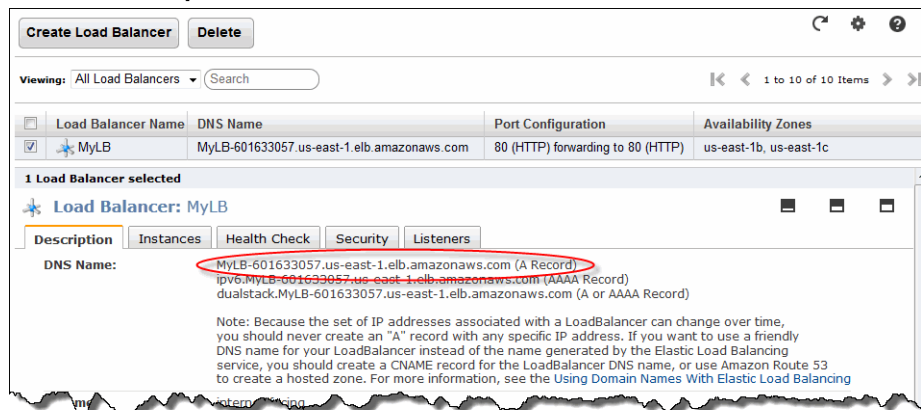 Create Load Balancer Delete
Viewing: All Load Balancers Search 1 to 10 of 10 Items
Load Balancer Name DNS Name Port Configuration Availability Zones
MyLB MyLB-601633057.us-east-1.elb.amazonaws.com 80 (HTTP) forwarding to 80 (HTTP) us-east-1b, us-east-1c
1 Load Balancer selected
Load Balancer: MyLB
Description Instances Health Check Security Listeners
DNS Name: MyLB-601633057.us-east-1.elb.amazonaws.com (A Record)
ipv6.MyLB-601633057.us-east-1.elb.amazonaws.com (AAAA Record)
dualstack.MyLB-601633057.us-east-1.elb.amazonaws.com (A or AAAA Record)
Note: Because the set of IP addresses associated with a LoadBalancer can change over time,
you should never create an "A" record with any specific IP address. If you want to use a friendly
DNS name for your LoadBalancer instead of the name generated by the Elastic Load Balancing
service, you should create a CNAME record for the LoadBalancer DNS name, or use Amazon Route 53
to create a hosted zone. For more information, see the Using Domain Names With Elastic Load Balancing